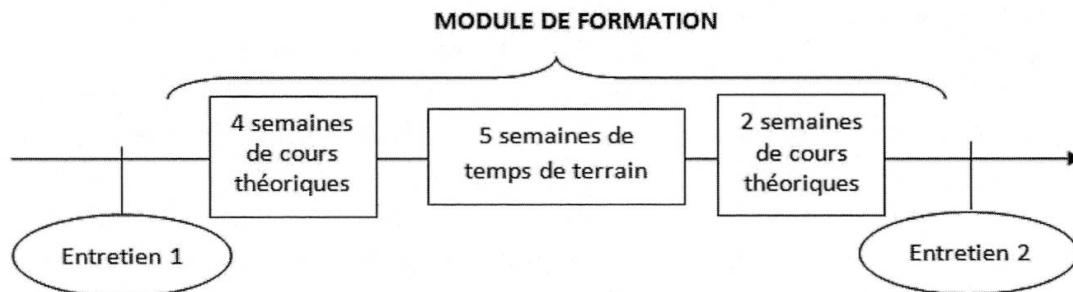 MODULE DE FORMATION
4 semaines
de cours
théoriques
5 semaines de
temps de terrain
2 semaines
de cours
théoriques
Entretien 1
Entretien 2